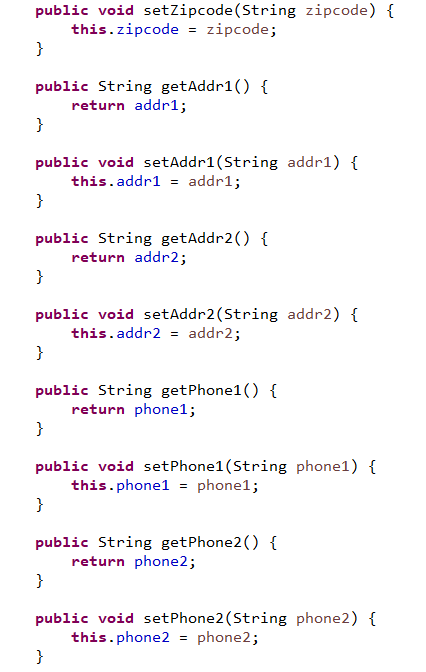 public void setZipcode(String zipcode) {
this.zipcode = zipcode;
}
public String getAddr1() {
return addr1;
}
public void setAddr1(String addr1) {
this.addr1 = addr1;
}
public String getAddr2() {
return addr2;
}
public void setAddr2(String addr2) {
this.addr2 = addr2;
}
public String getPhone1() {
return phone1;
}
public void setPhone1(String phone1) {
this.phone1 = phone1;
}
public String getPhone2() {
return phone2;
}
public void setPhone2(String phone2) {
this.phone2 = phone2;
}